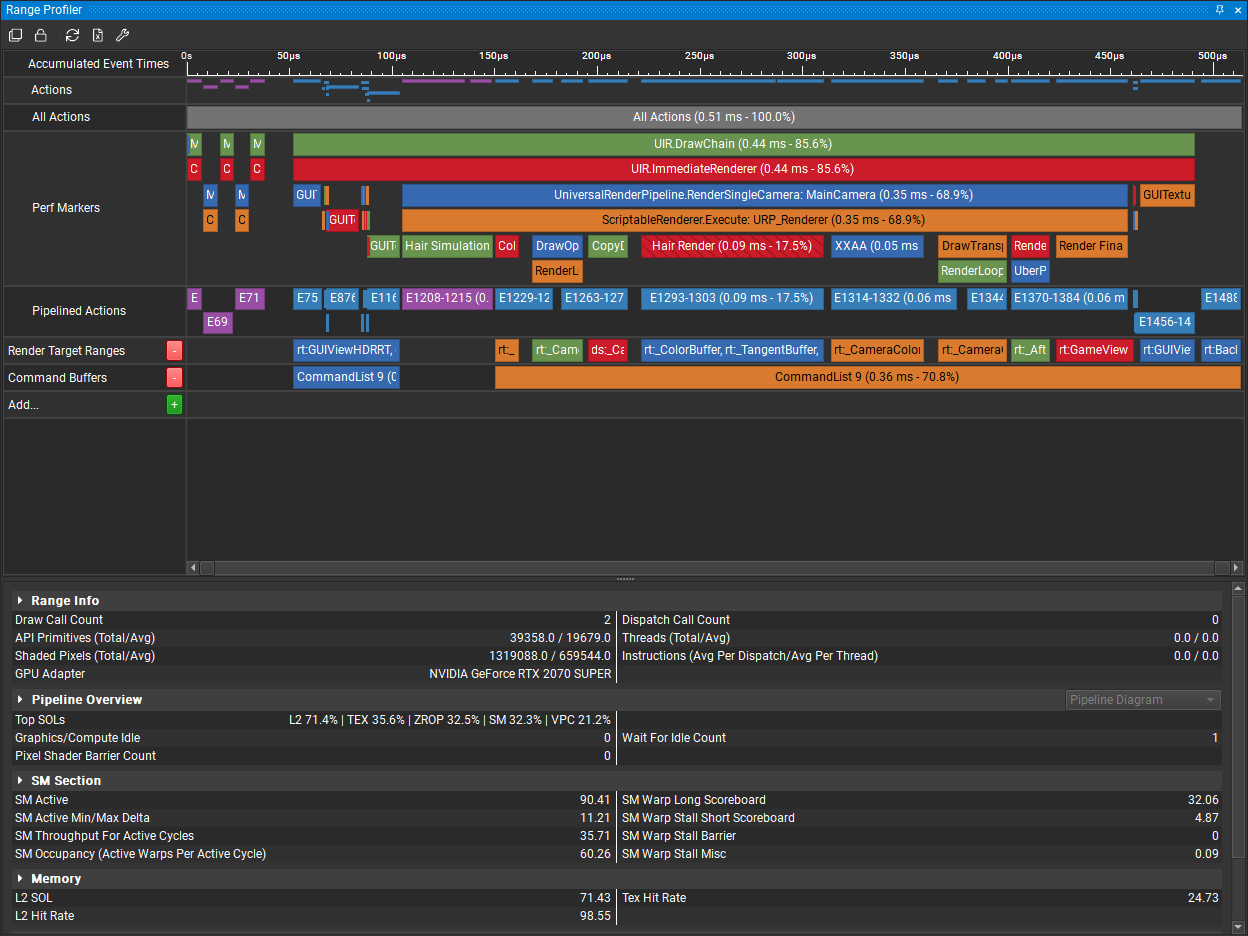 Range Profiler
Accumulated Event Times 0s 50µs 100µs 150µs 200µs 250µs 300µs 350µs 400µs 450µs 500µs
Actions
All Actions All Actions (0.51 ms - 100.0%)
Perf Markers
M M M UIR.DrawChain (0.44 ms - 85.6%)
C C C UIR.ImmediateRenderer (0.44 ms - 85.6%)
M M GUIT UniversalRenderPipeline.RenderSingleCamera: MainCamera (0.35 ms - 68.9%) GUITextu
C C GUIT ScriptableRenderer.Execute: URP_Renderer (0.35 ms - 68.9%)
GUIT Hair Simulation Col DrawOp CopyD Hair Render (0.09 ms - 17.5%) XXAA (0.05 ms DrawTransp Rende Render Fina
RenderL RenderLoop UberP
Pipelined Actions
E E71 E75 E876 E116 E1208-1215 (0. E1229-12 E1263-127 E1293-1303 (0.09 ms - 17.5%) E1314-1332 (0.06 ms E1344 E1370-1384 (0.06 m E1488
E69 E1456-14
Render Target Ranges - rt:GUIViewHDRRT, rt:_ rt:_Cam ds:_Ca rt:_ColorBuffer, rt:_TangentBuffer, rt:_CameraColor rt:_Camera rt:_Aft rt:GameView rt:GUIVie rt:Bacl
Command Buffers - CommandList 9 (0 CommandList 9 (0.36 ms - 70.8%)
Add... +
Range Info
Draw Call Count 2 Dispatch Call Count 0
API Primitives (Total/Avg) 39358.0 / 19679.0 Threads (Total/Avg) 0.0 / 0.0
Shaded Pixels (Total/Avg) 1319088.0 / 659544.0 Instructions (Avg Per Dispatch/Avg Per Thread) 0.0 / 0.0
GPU Adapter NVIDIA GeForce RTX 2070 SUPER
Pipeline Overview Pipeline Diagram
Top SOLs L2 71.4% | TEX 35.6% | ZROP 32.5% | SM 32.3% | VPC 21.2%
Graphics/Compute Idle 0 Wait For Idle Count 1
Pixel Shader Barrier Count 0
SM Section
SM Active 90.41 SM Warp Long Scoreboard 32.06
SM Active Min/Max Delta 11.21 SM Warp Stall Short Scoreboard 4.87
SM Throughput For Active Cycles 35.71 SM Warp Stall Barrier 0
SM Occupancy (Active Warps Per Active Cycle) 60.26 SM Warp Stall Misc 0.09
Memory
L2 SOL 71.43 Tex Hit Rate 24.73
L2 Hit Rate 98.55